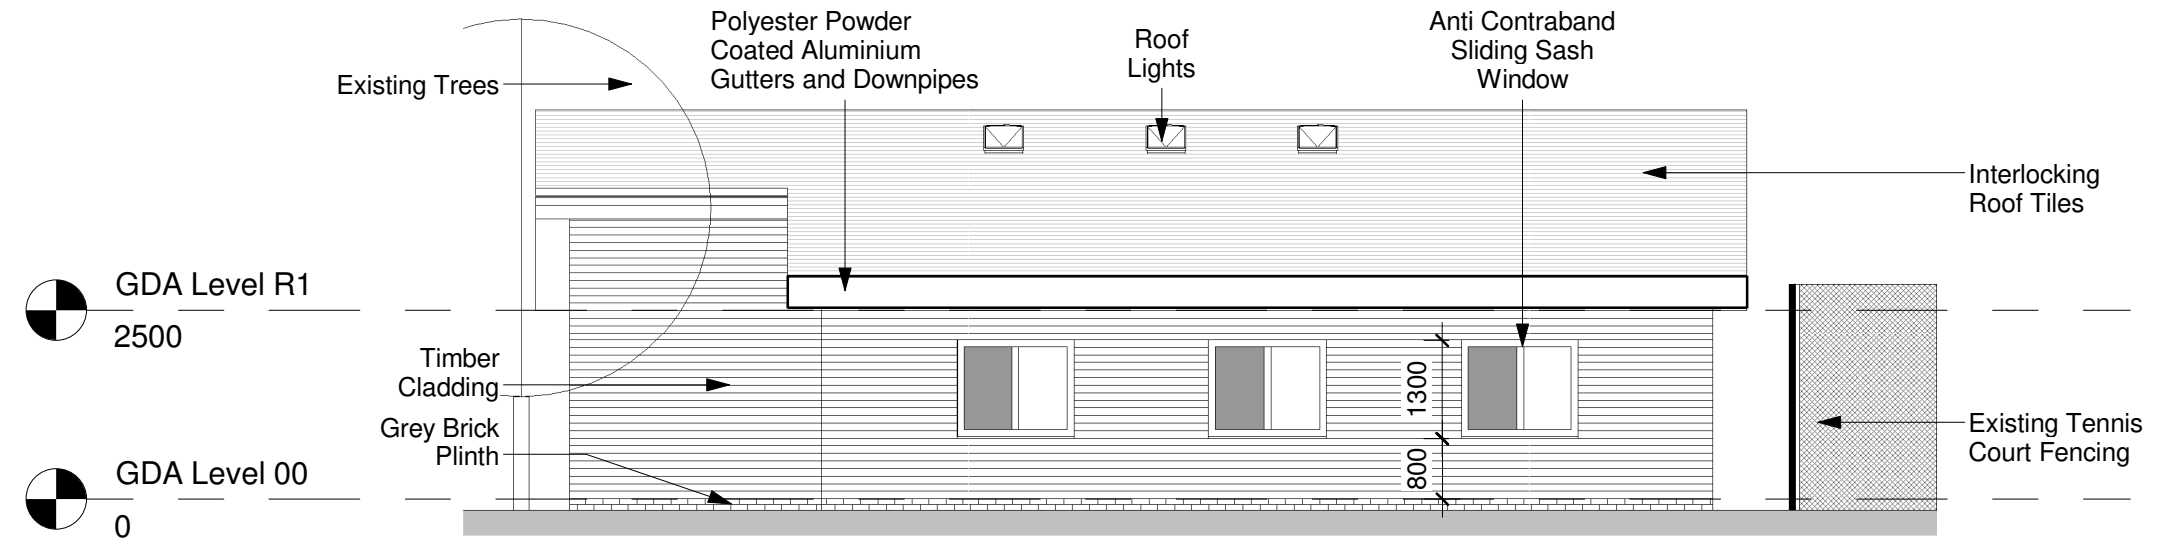 Polyester Powder
Coated Aluminium
Gutters and Downpipes
Roof
Lights
Anti Contraband
Sliding Sash
Window
Existing Trees
Interlocking
Roof Tiles
GDA Level R1
2500
Timber
Cladding
1300
Grey Brick
Plinth
Existing Tennis
Court Fencing
800
GDA Level 00
0